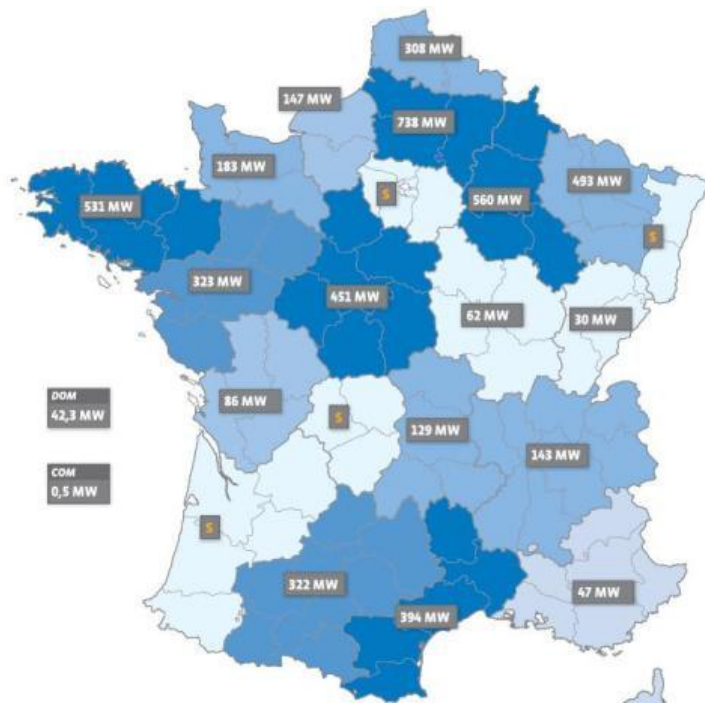 308 MW
147 MW
738 MW
183 MW
493 MW
S
531 MW
560 MW
S
323 MW
451 MW
62 MW
30 MW
DOM
42,3 MW
86 MW
S
129 MW
143 MW
COM
0,5 MW
S
322 MW
47 MW
394 MW